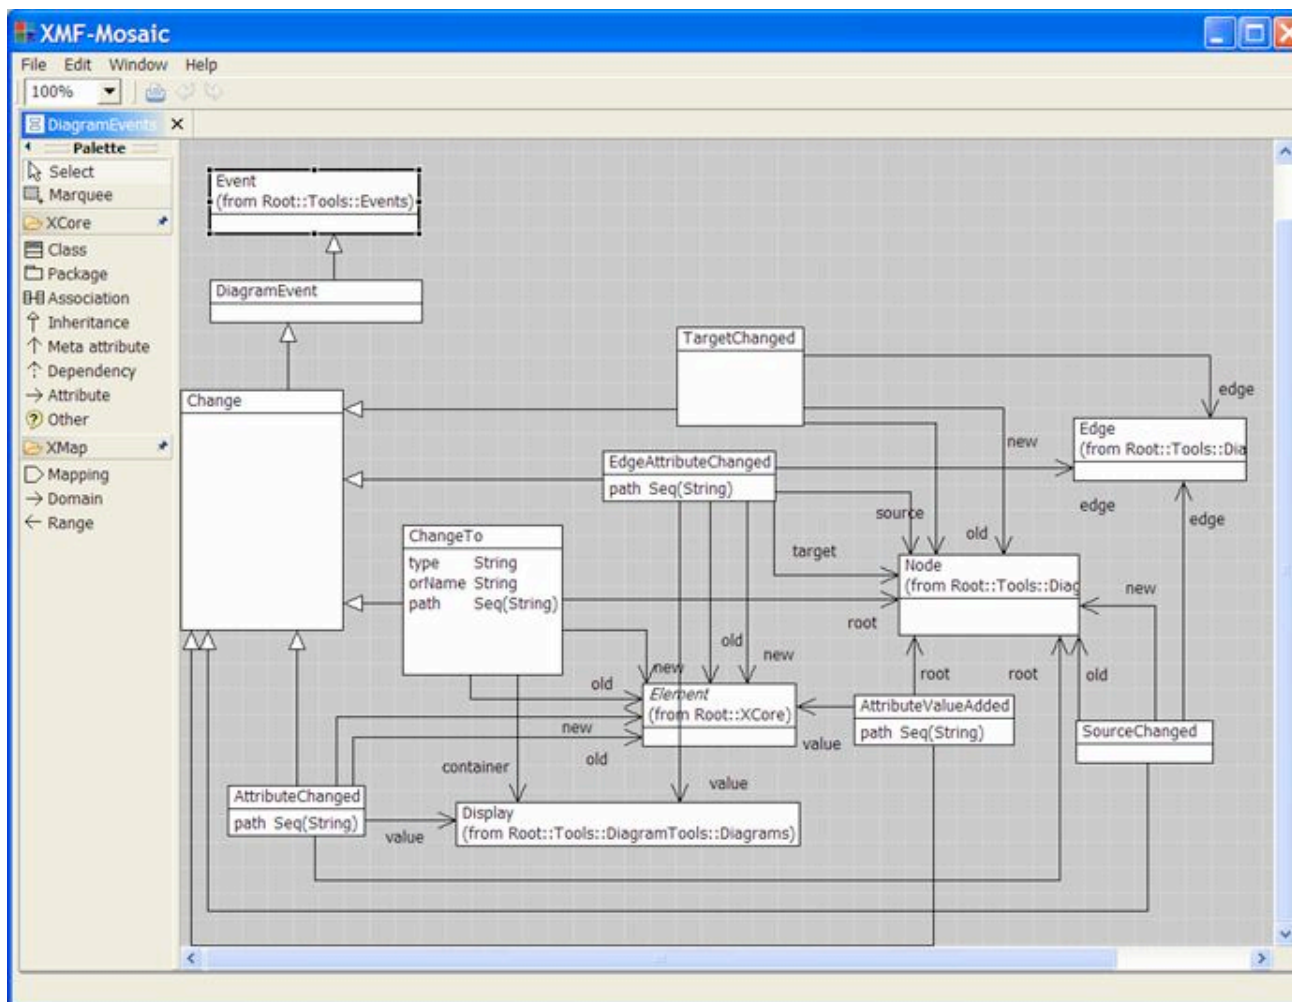 XMF-Mosaic
File Edit Window Help
100%
DiagramEvents
Palette
Select
Marquee
XCore
Class
Package
Association
Inheritance
Meta attribute
Dependency
Attribute
Other
XMap
Mapping
Domain
Range
Event
(from Root::Tools::Events)
DiagramEvent
Change
TargetChanged
edge
Edge
(from Root::Tools::Dia
new
EdgeAttributeChanged
path Seq(String)
edge
edge
source
old
ChangeTo
type String
orName String
path Seq(String)
target
Node
(from Root::Tools::Diag
new
root
old
new
new
old
root
root
old
Element
(from Root::XCore)
AttributeValueAdded
path Seq(String)
SourceChanged
new
old
value
container
value
AttributeChanged
path Seq(String)
value
Display
(from Root::Tools::DiagramTools::Diagrams)